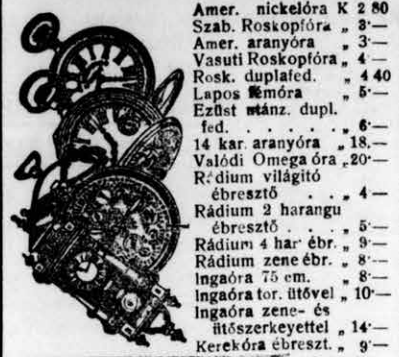 Amer. nickelóra K 2 80
Szab. Roskopfóra „ 3·—
Amer. aranyóra „ 3·—
Vasuti Roskopfóra „ 4 —
Rosk. duplafed. „ 4 40
Lapos fémóra „ 5·—
Ezüst utánz. dupl.
fed. . . . . . „ 6·—
14 kar. aranyóra „ 18.—
Valódi Omega óra „ 20·—
Rádium világitó
ébresztő . . „ 4 —
Rádium 2 harangu
ébresztő . . . „ 5·—
Rádium 4 har ébr. „ 9·—
Rádium zene ébr. „ 8·—
Ingaóra 75 cm. „ 8·—
Ingaóra tor. ütővel „ 10·—
Ingaóra zene- és
ütőszerkeyettel „ 14·—
Kerekóra ébreszt. „ 9·—